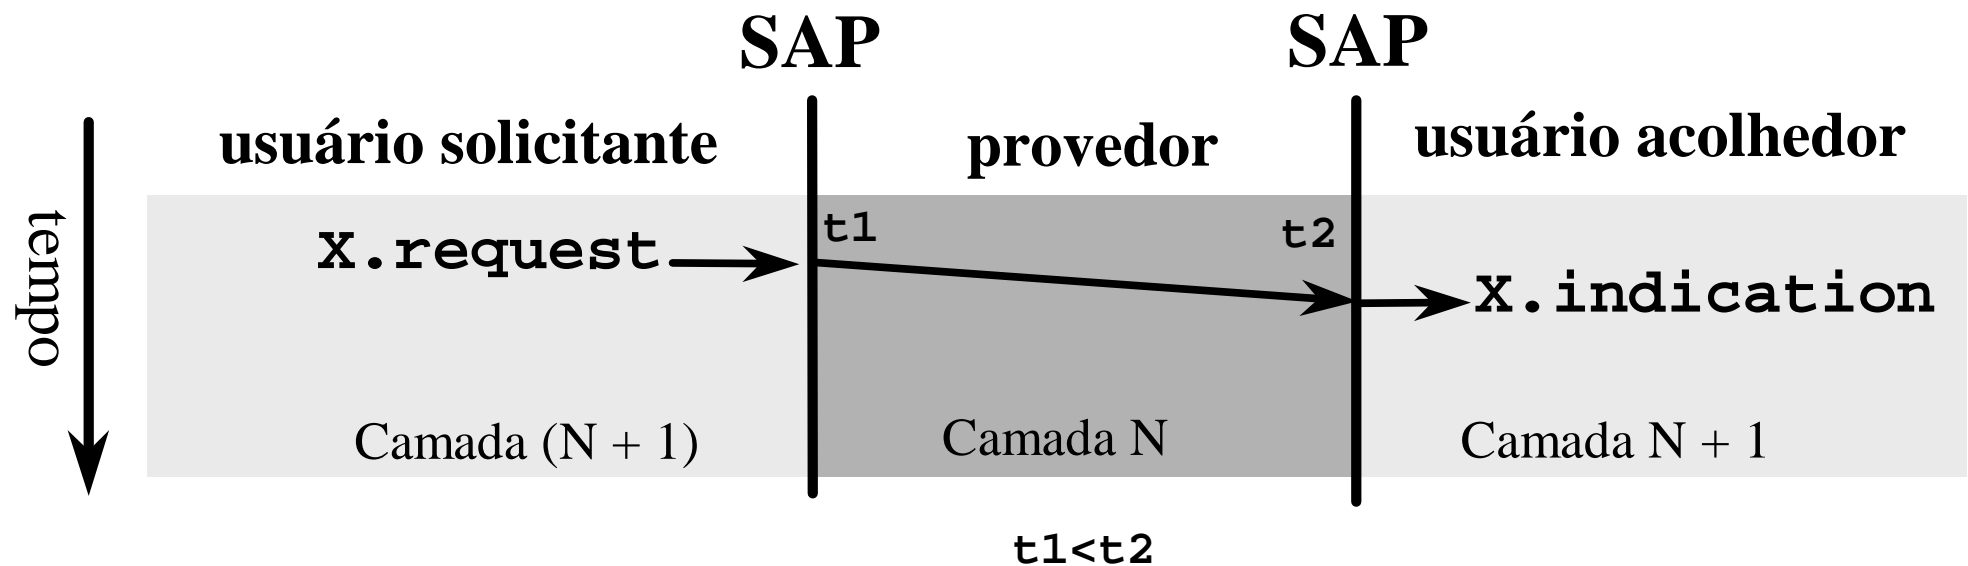 SAP
SAP
usuário solicitante
provedor
usuário acolhedor
tempo
X.request
t1
t2
X.indication
Camada (N + 1)
Camada N
Camada N + 1
t1<t2